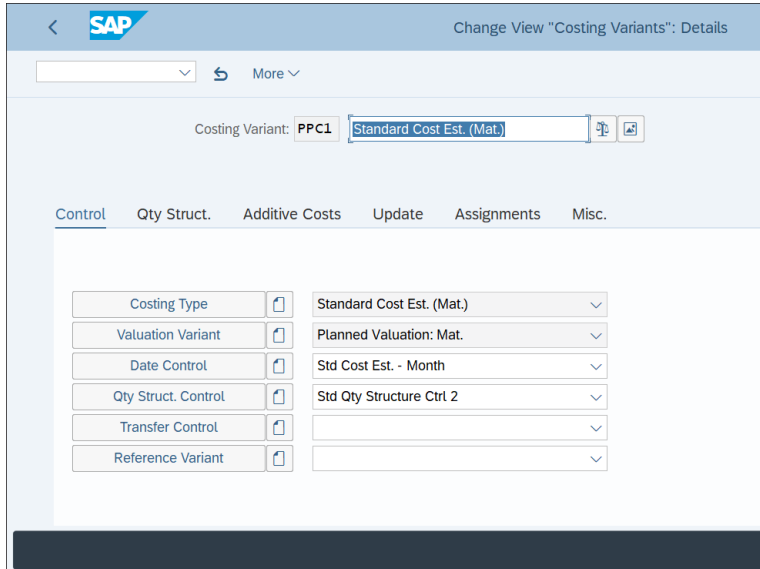 SAP
Change View "Costing Variants": Details
More
Costing Variant: PPC1 Standard Cost Est. (Mat.)
Control Qty Struct. Additive Costs Update Assignments Misc.
Costing Type Standard Cost Est. (Mat.)
Valuation Variant Planned Valuation: Mat.
Date Control Std Cost Est. - Month
Qty Struct. Control Std Qty Structure Ctrl 2
Transfer Control
Reference Variant